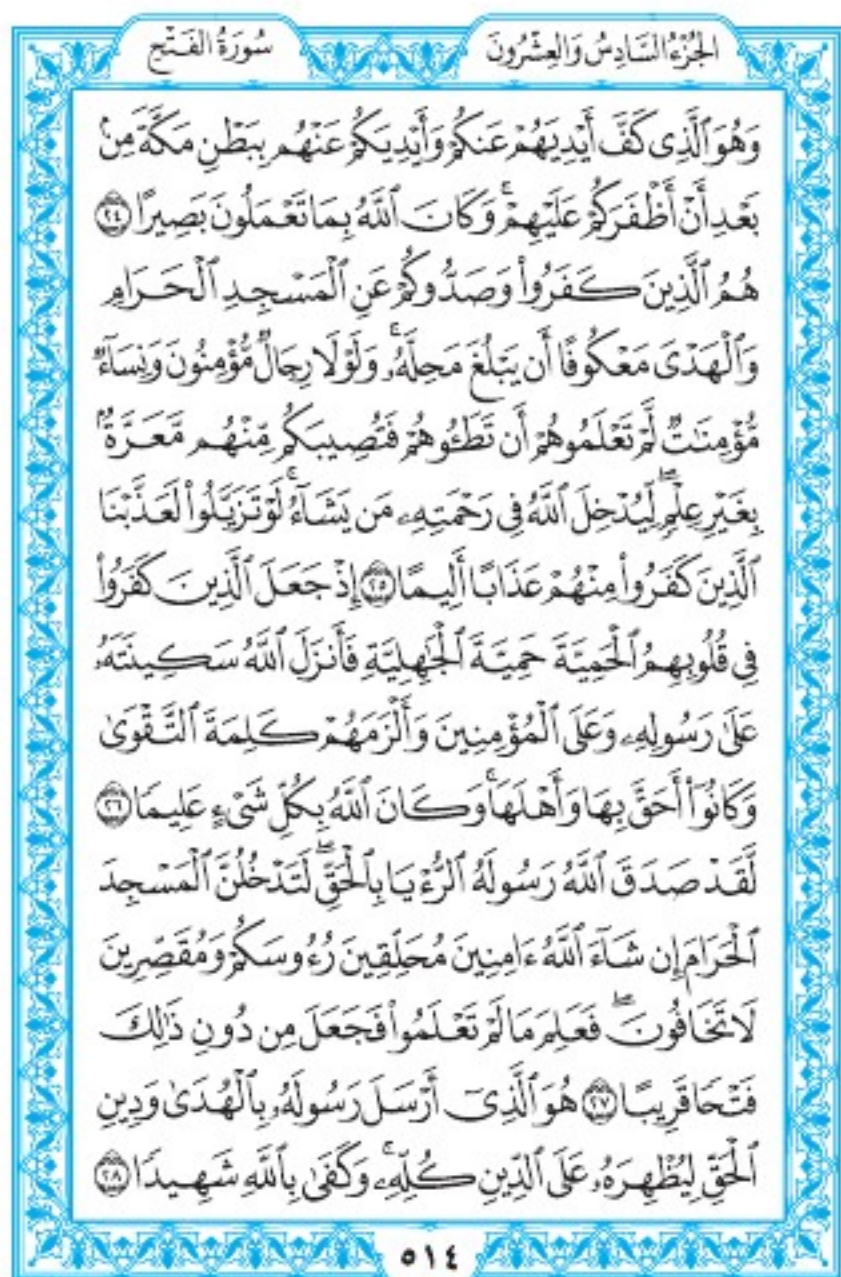 سُورَةُ الفَتْحِ
الجُزْءُ السَّادِسُ وَالعِشْرُونَ
وَهُوَ ٱلَّذِى كَفَّ أَيْدِيَهُمْ عَنكُمْ وَأَيْدِيَكُمْ عَنْهُم بِبَطْنِ مَكَّةَ مِنۢ
بَعْدِ أَنْ أَظْفَرَكُمْ عَلَيْهِمْ ۚ وَكَانَ ٱللَّهُ بِمَا تَعْمَلُونَ بَصِيرًا ٢٤
هُمُ ٱلَّذِينَ كَفَرُوا۟ وَصَدُّوكُمْ عَنِ ٱلْمَسْجِدِ ٱلْحَرَامِ
وَٱلْهَدْىَ مَعْكُوفًا أَن يَبْلُغَ مَحِلَّهُۥ ۚ وَلَوْلَا رِجَالٌ مُّؤْمِنُونَ وَنِسَآءٌ
مُّؤْمِنَـٰتٌ لَّمْ تَعْلَمُوهُمْ أَن تَطَـُٔوهُمْ فَتُصِيبَكُم مِّنْهُم مَّعَرَّةٌۢ
بِغَيْرِ عِلْمٍ ۖ لِّيُدْخِلَ ٱللَّهُ فِى رَحْمَتِهِۦ مَن يَشَآءُ ۚ لَوْ تَزَيَّلُوا۟ لَعَذَّبْنَا
ٱلَّذِينَ كَفَرُوا۟ مِنْهُمْ عَذَابًا أَلِيمًا ٢٥ إِذْ جَعَلَ ٱلَّذِينَ كَفَرُوا۟
فِى قُلُوبِهِمُ ٱلْحَمِيَّةَ حَمِيَّةَ ٱلْجَـٰهِلِيَّةِ فَأَنزَلَ ٱللَّهُ سَكِينَتَهُۥ
عَلَىٰ رَسُولِهِۦ وَعَلَى ٱلْمُؤْمِنِينَ وَأَلْزَمَهُمْ كَلِمَةَ ٱلتَّقْوَىٰ
وَكَانُوٓا۟ أَحَقَّ بِهَا وَأَهْلَهَا ۚ وَكَانَ ٱللَّهُ بِكُلِّ شَىْءٍ عَلِيمًا ٢٦
لَّقَدْ صَدَقَ ٱللَّهُ رَسُولَهُ ٱلرُّءْيَا بِٱلْحَقِّ ۖ لَتَدْخُلُنَّ ٱلْمَسْجِدَ
ٱلْحَرَامَ إِن شَآءَ ٱللَّهُ ءَامِنِينَ مُحَلِّقِينَ رُءُوسَكُمْ وَمُقَصِّرِينَ
لَا تَخَافُونَ ۖ فَعَلِمَ مَا لَمْ تَعْلَمُوا۟ فَجَعَلَ مِن دُونِ ذَٰلِكَ
فَتْحًا قَرِيبًا ٢٧ هُوَ ٱلَّذِىٓ أَرْسَلَ رَسُولَهُۥ بِٱلْهُدَىٰ وَدِينِ
ٱلْحَقِّ لِيُظْهِرَهُۥ عَلَى ٱلدِّينِ كُلِّهِۦ ۚ وَكَفَىٰ بِٱللَّهِ شَهِيدًا ٢٨
٥١٤